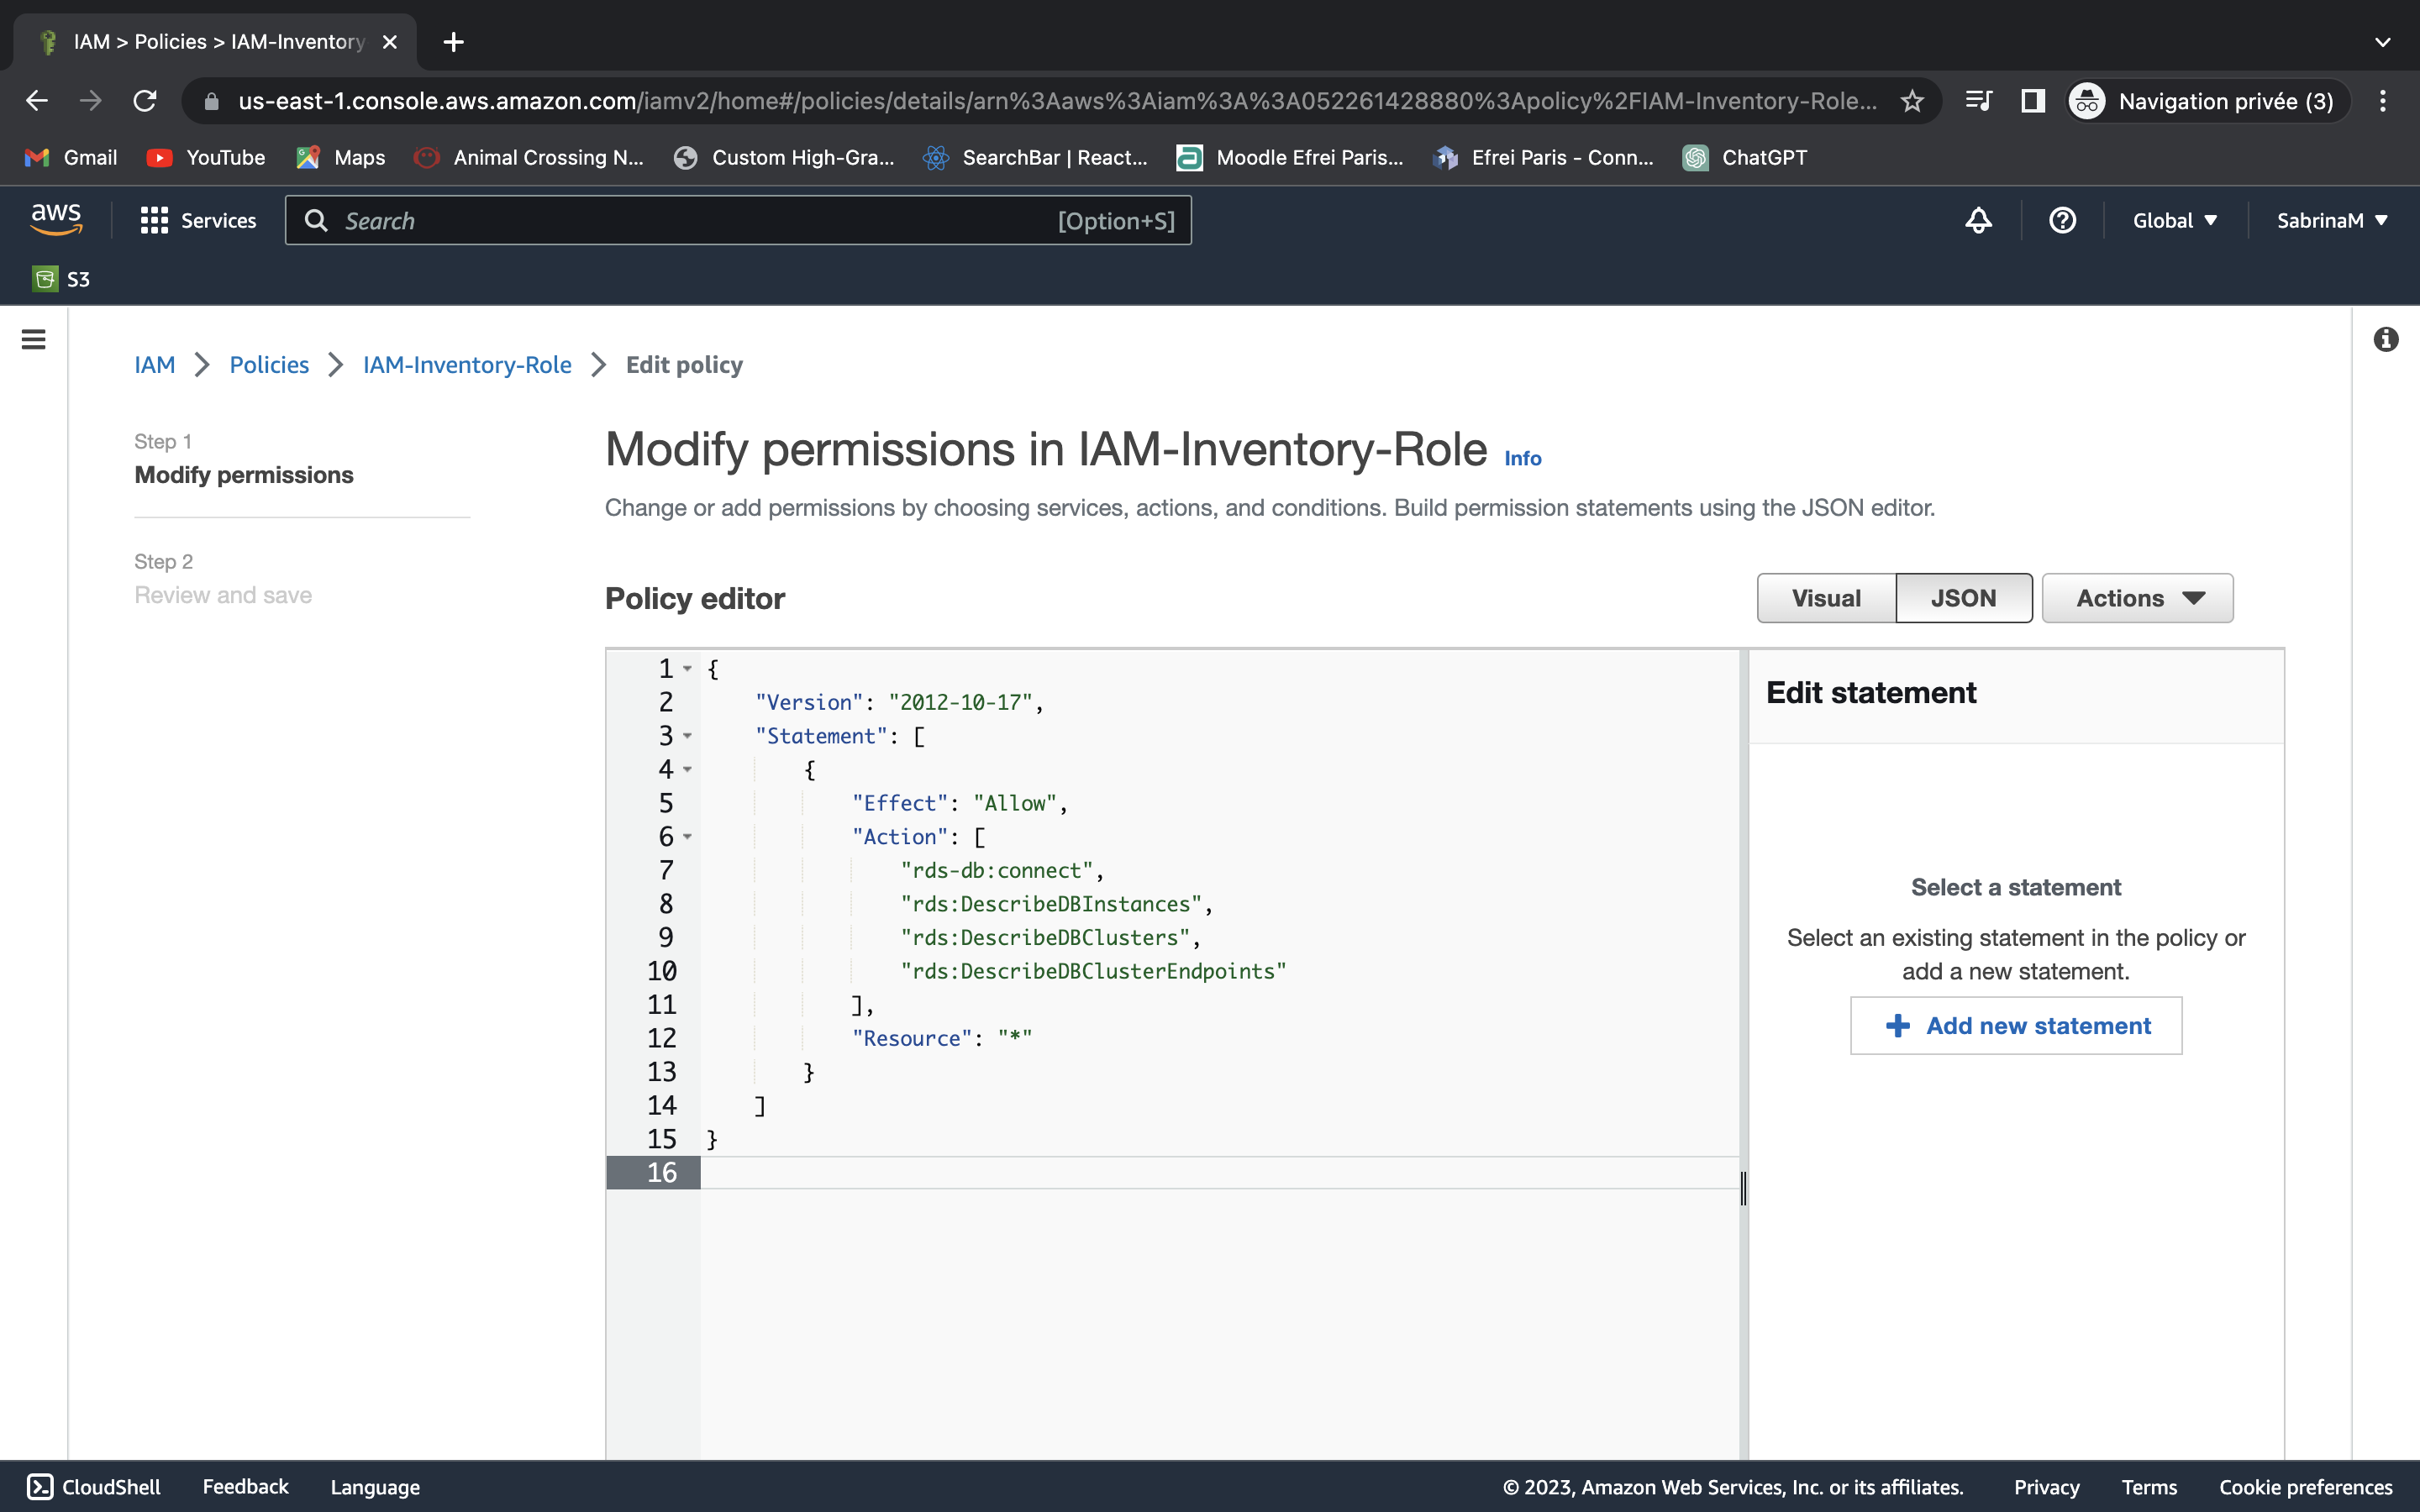 IAM > Policies > IAM-Inventory
us-east-1.console.aws.amazon.com/iamv2/home#/policies/details/arn%3Aaws%3Aiam%3A%3A052261428880%3Apolicy%2FIAM-Inventory-Role...
Navigation privée (3)
Gmail
YouTube
Maps
Animal Crossing N...
Custom High-Gra...
SearchBar | React...
Moodle Efrei Paris...
Efrei Paris - Conn...
ChatGPT
aws
Services
Search
[Option+S]
Global
SabrinaM
S3
IAM
Policies
IAM-Inventory-Role
Edit policy
Step 1
Modify permissions
Step 2
Review and save
Modify permissions in IAM-Inventory-Role Info
Change or add permissions by choosing services, actions, and conditions. Build permission statements using the JSON editor.
Policy editor
Visual
JSON
Actions
1 {
2 "Version": "2012-10-17",
3 "Statement": [
4 {
5 "Effect": "Allow",
6 "Action": [
7 "rds-db:connect",
8 "rds:DescribeDBInstances",
9 "rds:DescribeDBClusters",
10 "rds:DescribeDBClusterEndpoints"
11 ],
12 "Resource": "*"
13 }
14 ]
15 }
16
Edit statement
Select a statement
Select an existing statement in the policy or
add a new statement.
Add new statement
CloudShell
Feedback
Language
© 2023, Amazon Web Services, Inc. or its affiliates.
Privacy
Terms
Cookie preferences